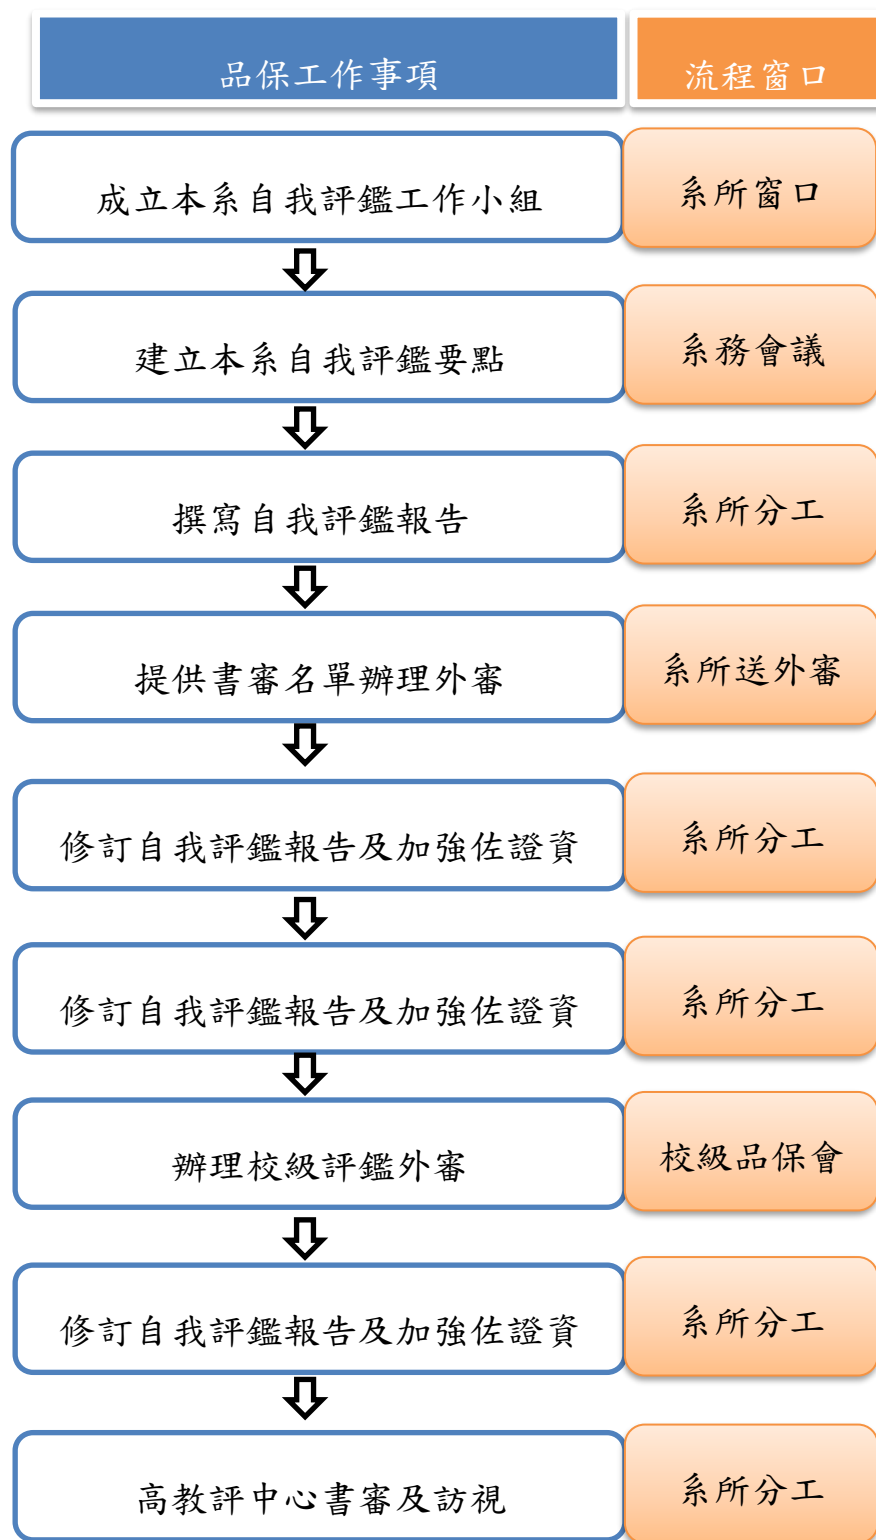 品保工作事項
流程窗口
成立本系自我評鑑工作小組
系所窗口
建立本系自我評鑑要點
系務會議
撰寫自我評鑑報告
系所分工
提供書審名單辦理外審
系所送外審
修訂自我評鑑報告及加強佐證資
系所分工
修訂自我評鑑報告及加強佐證資
系所分工
辦理校級評鑑外審
校級品保會
修訂自我評鑑報告及加強佐證資
系所分工
高教評中心書審及訪視
系所分工